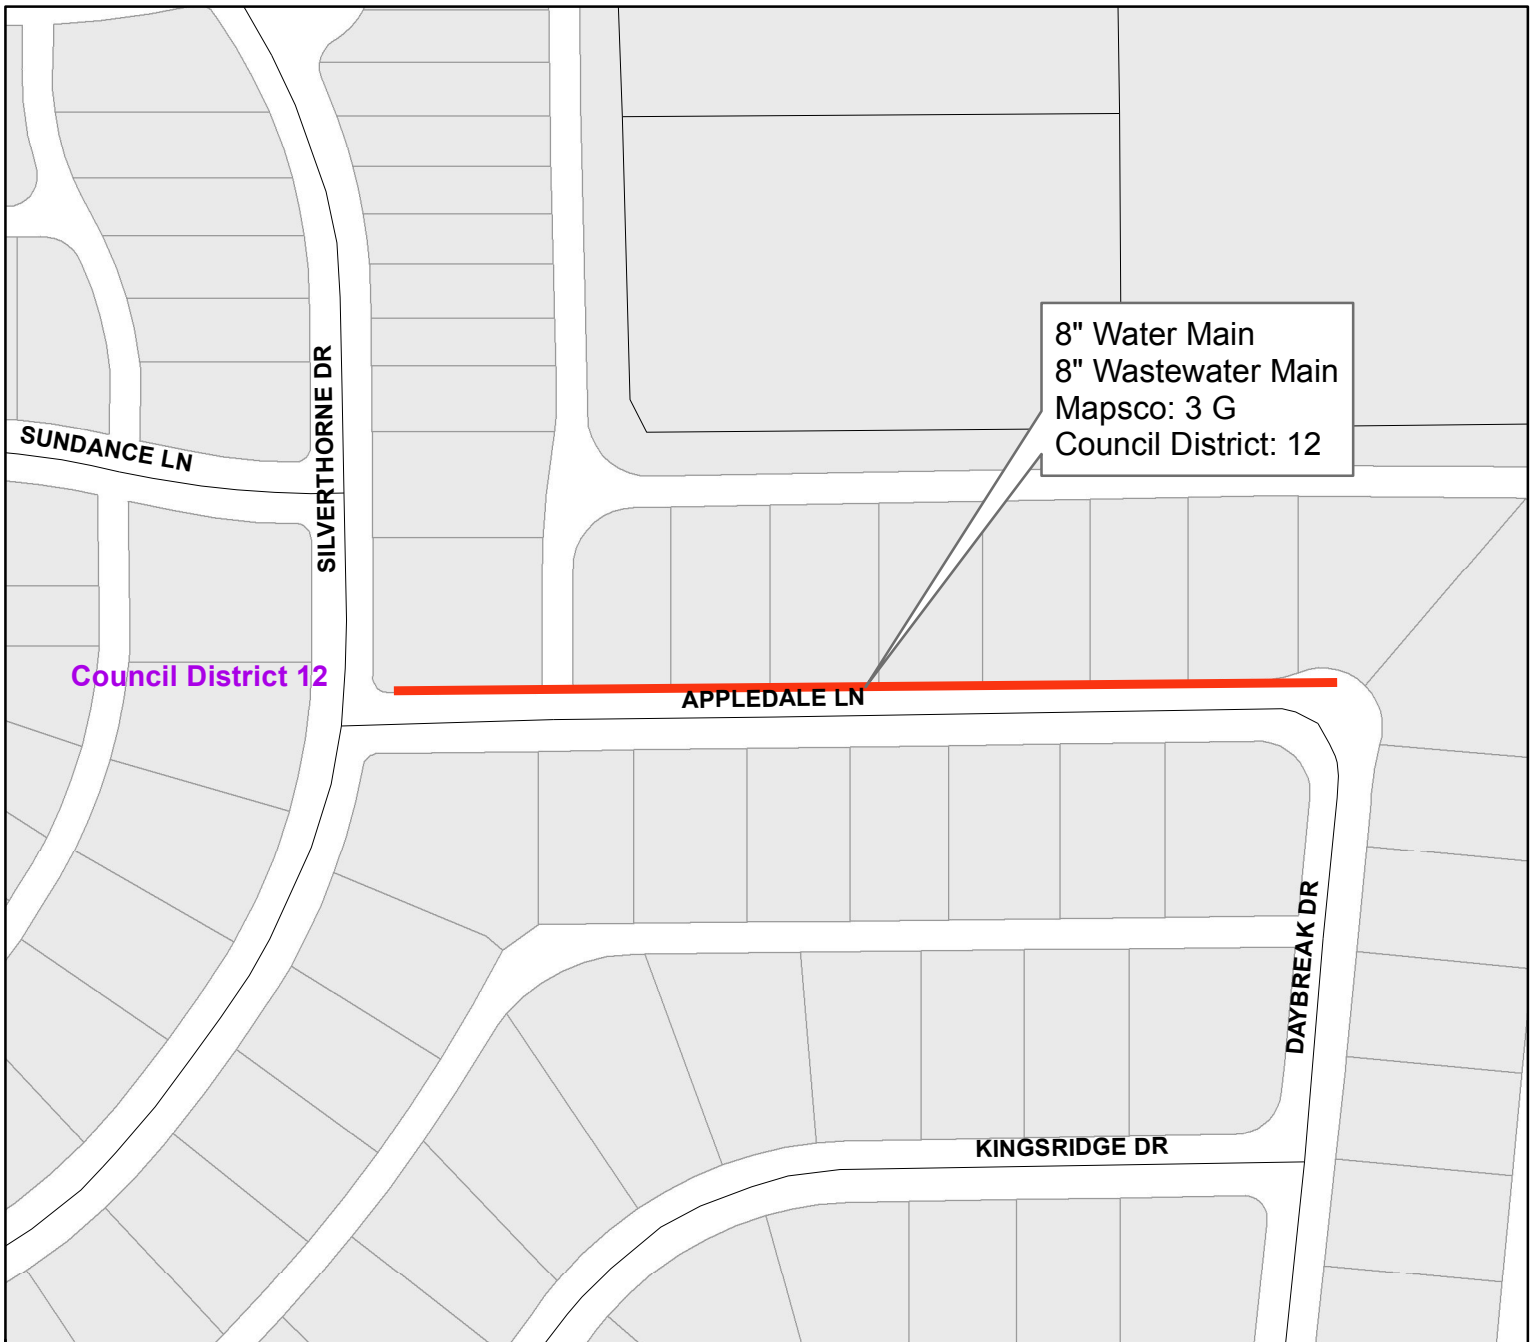 8" Water Main
8" Wastewater Main
Mapsco: 3 G
Council District: 12
SUNDANCE LN
SILVERTHORNE DR
Council District 12
APPLEDALE LN
DAYBREAK DR
KINGSRIDGE DR